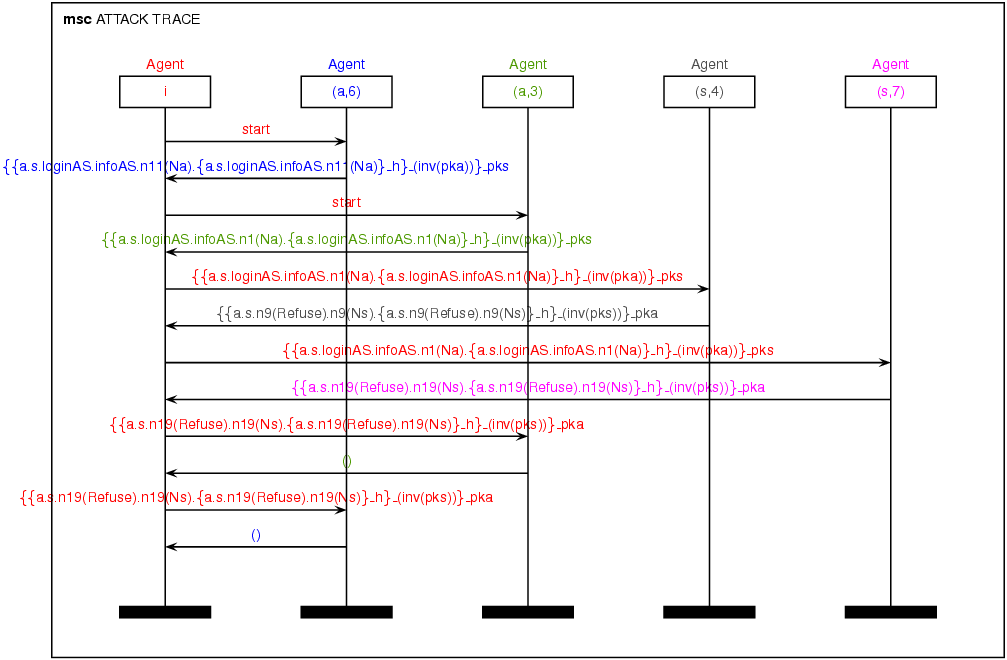 msc ATTACK TRACE
Agent Agent Agent Agent Agent
i (a,6) (a,3) (s,4) (s,7)
start
{{a.s.loginAS.infoAS.n11(Na).{a.s.loginAS.infoAS.n11(Na)}_h}_(inv(pka))}_pks
start
{{a.s.loginAS.infoAS.n1(Na).{a.s.loginAS.infoAS.n1(Na)}_h}_(inv(pka))}_pks
{{a.s.loginAS.infoAS.n1(Na).{a.s.loginAS.infoAS.n1(Na)}_h}_(inv(pka))}_pks
{{a.s.n9(Refuse).n9(Ns).{a.s.n9(Refuse).n9(Ns)}_h}_(inv(pks))}_pka
{{a.s.loginAS.infoAS.n1(Na).{a.s.loginAS.infoAS.n1(Na)}_h}_(inv(pka))}_pks
{{a.s.n19(Refuse).n19(Ns).{a.s.n19(Refuse).n19(Ns)}_h}_(inv(pks))}_pka
{{a.s.n19(Refuse).n19(Ns).{a.s.n19(Refuse).n19(Ns)}_h}_(inv(pks))}_pka
()
{{a.s.n19(Refuse).n19(Ns).{a.s.n19(Refuse).n19(Ns)}_h}_(inv(pks))}_pka
()